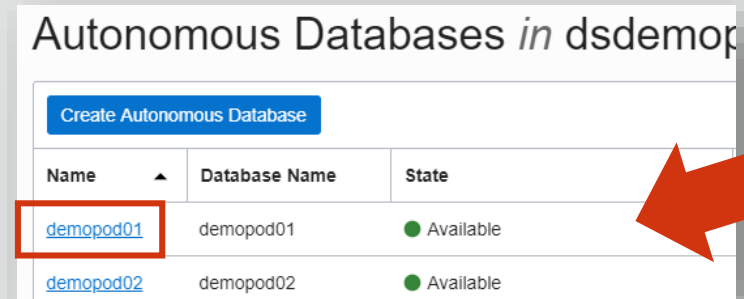 Autonomous Databases in dsdemop
Create Autonomous Database
Name Database Name State
demopod01 demopod01 Available
demopod02 demopod02 Available